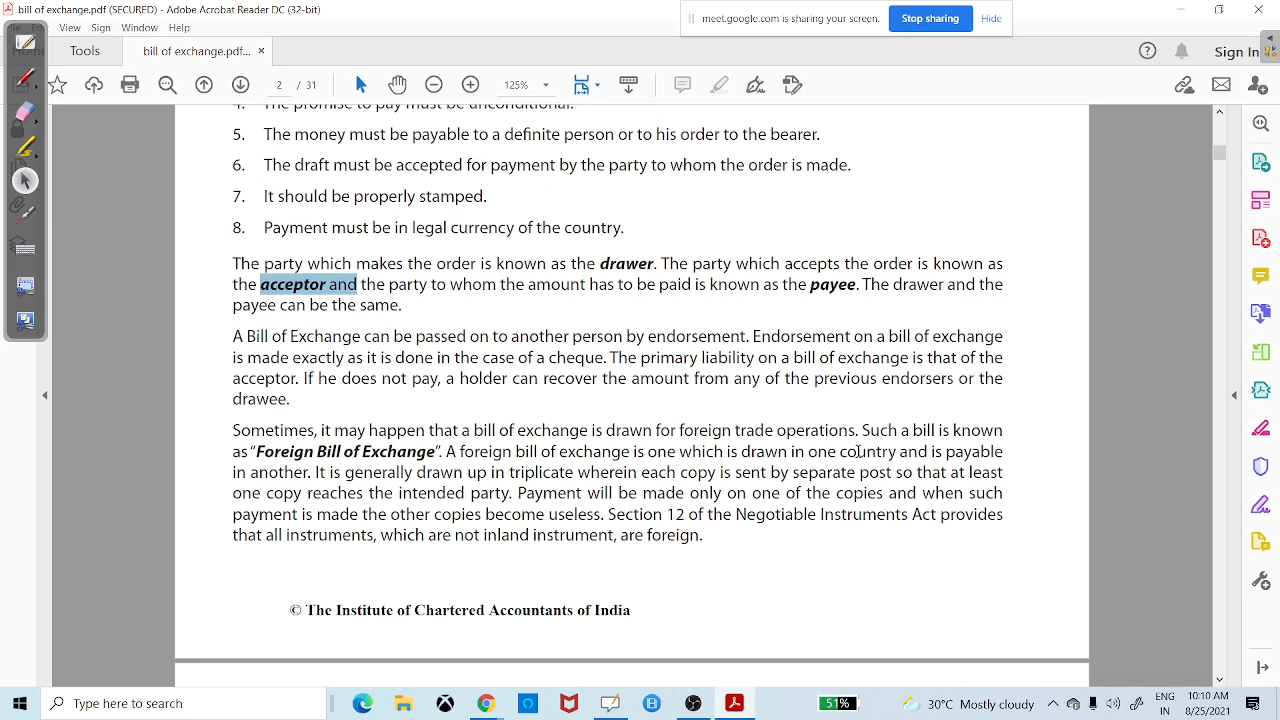 bill of exchange.pdf (SECURED) - Adobe Acrobat Reader DC (32-bit)
meet.google.com is sharing your screen. Stop sharing Hide
View Sign Window Help
Tools bill of exchange.pdf... × Sign In
2 / 31 125%
4. The promise to pay must be unconditional.
5. The money must be payable to a definite person or to his order to the bearer.
6. The draft must be accepted for payment by the party to whom the order is made.
7. It should be properly stamped.
8. Payment must be in legal currency of the country.
The party which makes the order is known as the drawer. The party which accepts the order is known as
the acceptor and the party to whom the amount has to be paid is known as the payee. The drawer and the
payee can be the same.
A Bill of Exchange can be passed on to another person by endorsement. Endorsement on a bill of exchange
is made exactly as it is done in the case of a cheque. The primary liability on a bill of exchange is that of the
acceptor. If he does not pay, a holder can recover the amount from any of the previous endorsers or the
drawee.
Sometimes, it may happen that a bill of exchange is drawn for foreign trade operations. Such a bill is known
as "Foreign Bill of Exchange". A foreign bill of exchange is one which is drawn in one country and is payable
in another. It is generally drawn up in triplicate wherein each copy is sent by separate post so that at least
one copy reaches the intended party. Payment will be made only on one of the copies and when such
payment is made the other copies become useless. Section 12 of the Negotiable Instruments Act provides
that all instruments, which are not inland instrument, are foreign.
© The Institute of Chartered Accountants of India
Type here to search 51% 30°C Mostly cloudy ENG 10:10 AM
IN 8/25/2021